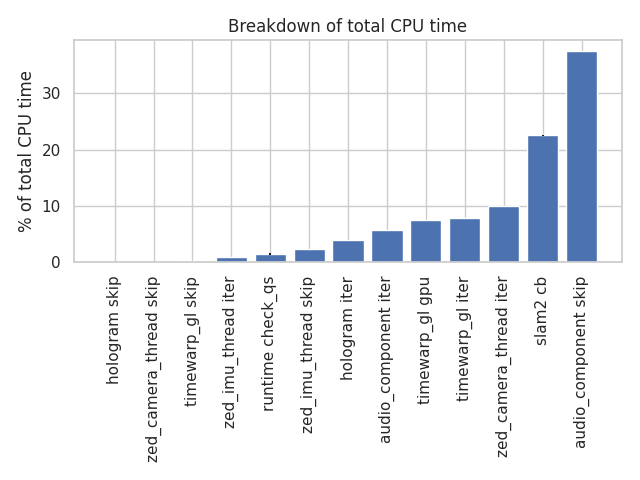 Breakdown of total CPU time
% of total CPU time
30
20
10
0
hologram skip
zed_camera_thread skip
timewarp_gl skip
zed_imu_thread iter
runtime check_qs
zed_imu_thread skip
hologram iter
audio_component iter
timewarp_gl gpu
timewarp_gl iter
zed_camera_thread iter
slam2 cb
audio_component skip